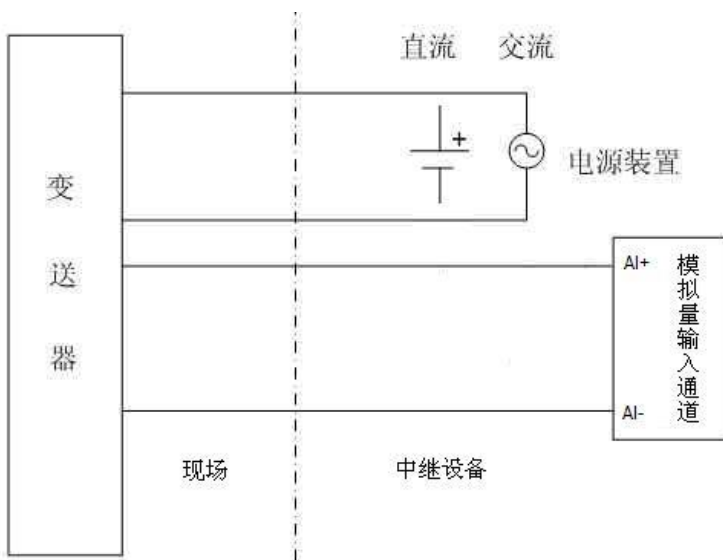 直流 交流
+
电源装置
变送器
AI+
模拟量输入通道
AI-
现场
中继设备